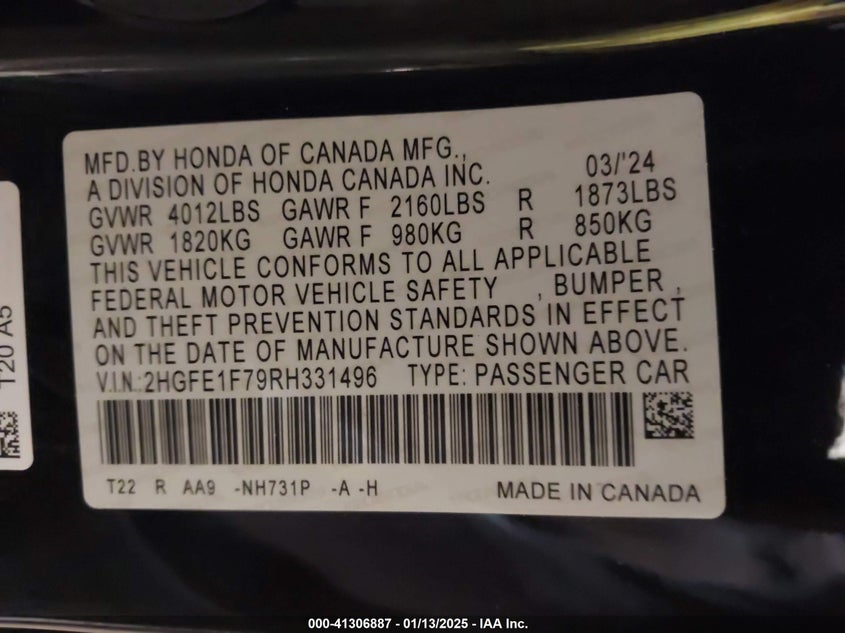 MFD.BY HONDA OF CANADA MFG.,
A DIVISION OF HONDA CANADA INC. 03/'24
GVWR 4012LBS GAWR F 2160LBS R 1873LBS
GVWR 1820KG GAWR F 980KG R 850KG
THIS VEHICLE CONFORMS TO ALL APPLICABLE
FEDERAL MOTOR VEHICLE SAFETY , BUMPER ,
AND THEFT PREVENTION STANDARDS IN EFFECT
ON THE DATE OF MANUFACTURE SHOWN ABOVE.
V.I.N.:2HGFE1F79RH331496 TYPE: PASSENGER CAR
T22 R AA9 -NH731P -A -H MADE IN CANADA
T20 A5
000-41306887 - 01/13/2025 - IAA Inc.